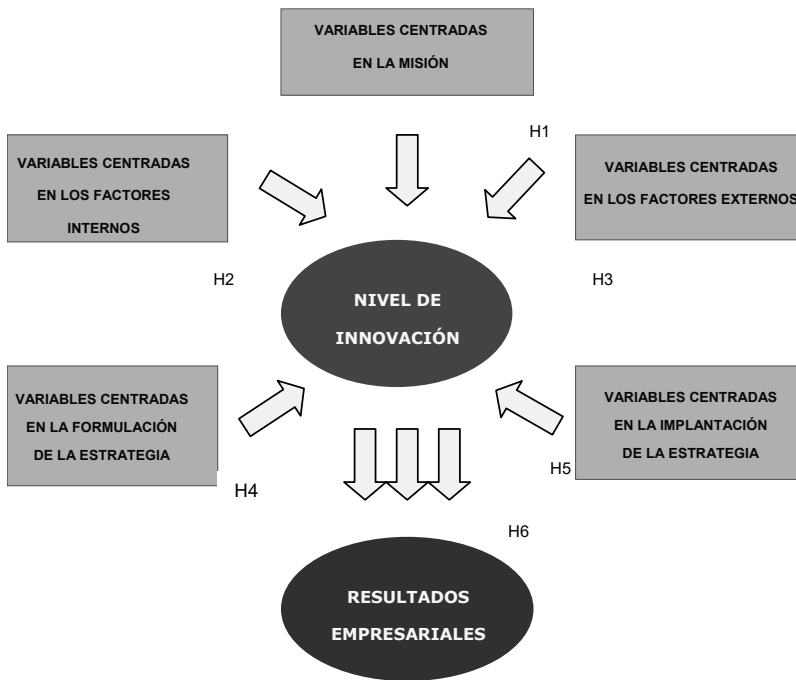 VARIABLES CENTRADAS
EN LA MISIÓN
H1
VARIABLES CENTRADAS
EN LOS FACTORES
INTERNOS
VARIABLES CENTRADAS
EN LOS FACTORES EXTERNOS
H2
H3
NIVEL DE
INNOVACIÓN
VARIABLES CENTRADAS
EN LA FORMULACIÓN
DE LA ESTRATEGIA
VARIABLES CENTRADAS
EN LA IMPLANTACIÓN
DE LA ESTRATEGIA
H4
H5
H6
RESULTADOS
EMPRESARIALES